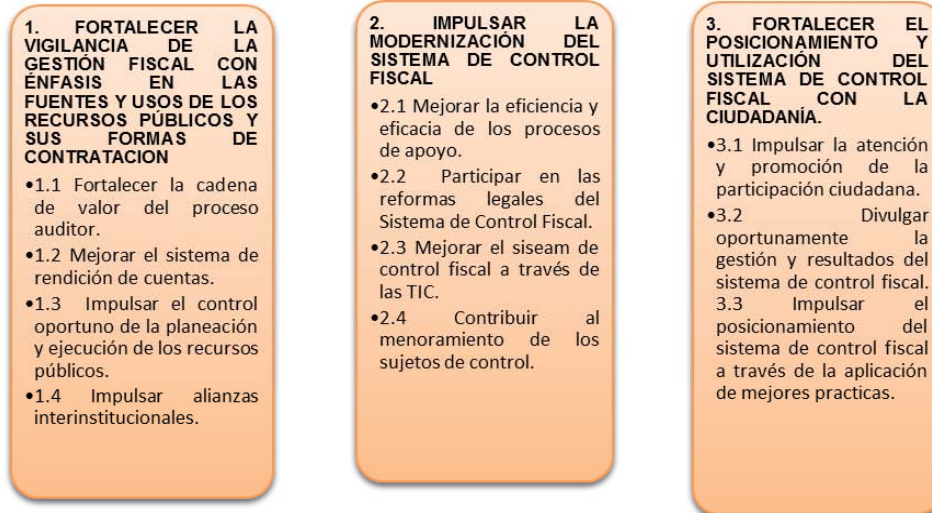 1. FORTALECER LA
VIGILANCIA DE LA
GESTIÓN FISCAL CON
ÉNFASIS EN LAS
FUENTES Y USOS DE LOS
RECURSOS PÚBLICOS Y
SUS FORMAS DE
CONTRATACION
•1.1 Fortalecer la cadena
de valor del proceso
auditor.
•1.2 Mejorar el sistema de
rendición de cuentas.
•1.3 Impulsar el control
oportuno de la planeación
y ejecución de los recursos
públicos.
•1.4 Impulsar alianzas
interinstitucionales.
2. IMPULSAR LA
MODERNIZACIÓN DEL
SISTEMA DE CONTROL
FISCAL
•2.1 Mejorar la eficiencia y
eficacia de los procesos
de apoyo.
•2.2 Participar en las
reformas legales del
Sistema de Control Fiscal.
•2.3 Mejorar el siseam de
control fiscal a través de
las TIC.
•2.4 Contribuir al
menoramiento de los
sujetos de control.
3. FORTALECER EL
POSICIONAMIENTO Y
UTILIZACIÓN DEL
SISTEMA DE CONTROL
FISCAL CON LA
CIUDADANÍA.
•3.1 Impulsar la atención
y promoción de la
participación ciudadana.
•3.2 Divulgar
oportunamente la
gestión y resultados del
sistema de control fiscal.
3.3 Impulsar el
posicionamiento del
sistema de control fiscal
a través de la aplicación
de mejores practicas.